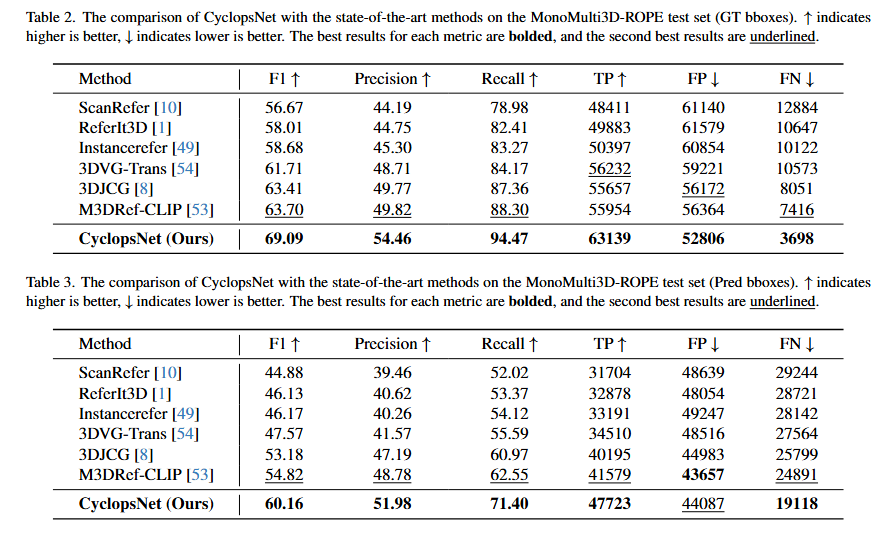 Table 2. The comparison of CyclopsNet with the state-of-the-art methods on the MonoMulti3D-ROPE test set (GT bboxes). ↑ indicates
higher is better, ↓ indicates lower is better. The best results for each metric are bolded, and the second best results are underlined.
Method F1 ↑ Precision ↑ Recall ↑ TP ↑ FP ↓ FN ↓
ScanRefer [10] 56.67 44.19 78.98 48411 61140 12884
ReferIt3D [1] 58.01 44.75 82.41 49883 61579 10647
Instancerefer [49] 58.68 45.30 83.27 50397 60854 10122
3DVG-Trans [54] 61.71 48.71 84.17 56232 59221 10573
3DJCG [8] 63.41 49.77 87.36 55657 56172 8051
M3DRef-CLIP [53] 63.70 49.82 88.30 55954 56364 7416
CyclopsNet (Ours) 69.09 54.46 94.47 63139 52806 3698
Table 3. The comparison of CyclopsNet with the state-of-the-art methods on the MonoMulti3D-ROPE test set (Pred bboxes). ↑ indicates
higher is better, ↓ indicates lower is better. The best results for each metric are bolded, and the second best results are underlined.
Method F1 ↑ Precision ↑ Recall ↑ TP ↑ FP ↓ FN ↓
ScanRefer [10] 44.88 39.46 52.02 31704 48639 29244
ReferIt3D [1] 46.13 40.62 53.37 32878 48054 28721
Instancerefer [49] 46.17 40.26 54.12 33191 49247 28142
3DVG-Trans [54] 47.57 41.57 55.59 34510 48516 27564
3DJCG [8] 53.18 47.19 60.97 40195 44983 25799
M3DRef-CLIP [53] 54.82 48.78 62.55 41579 43657 24891
CyclopsNet (Ours) 60.16 51.98 71.40 47723 44087 19118